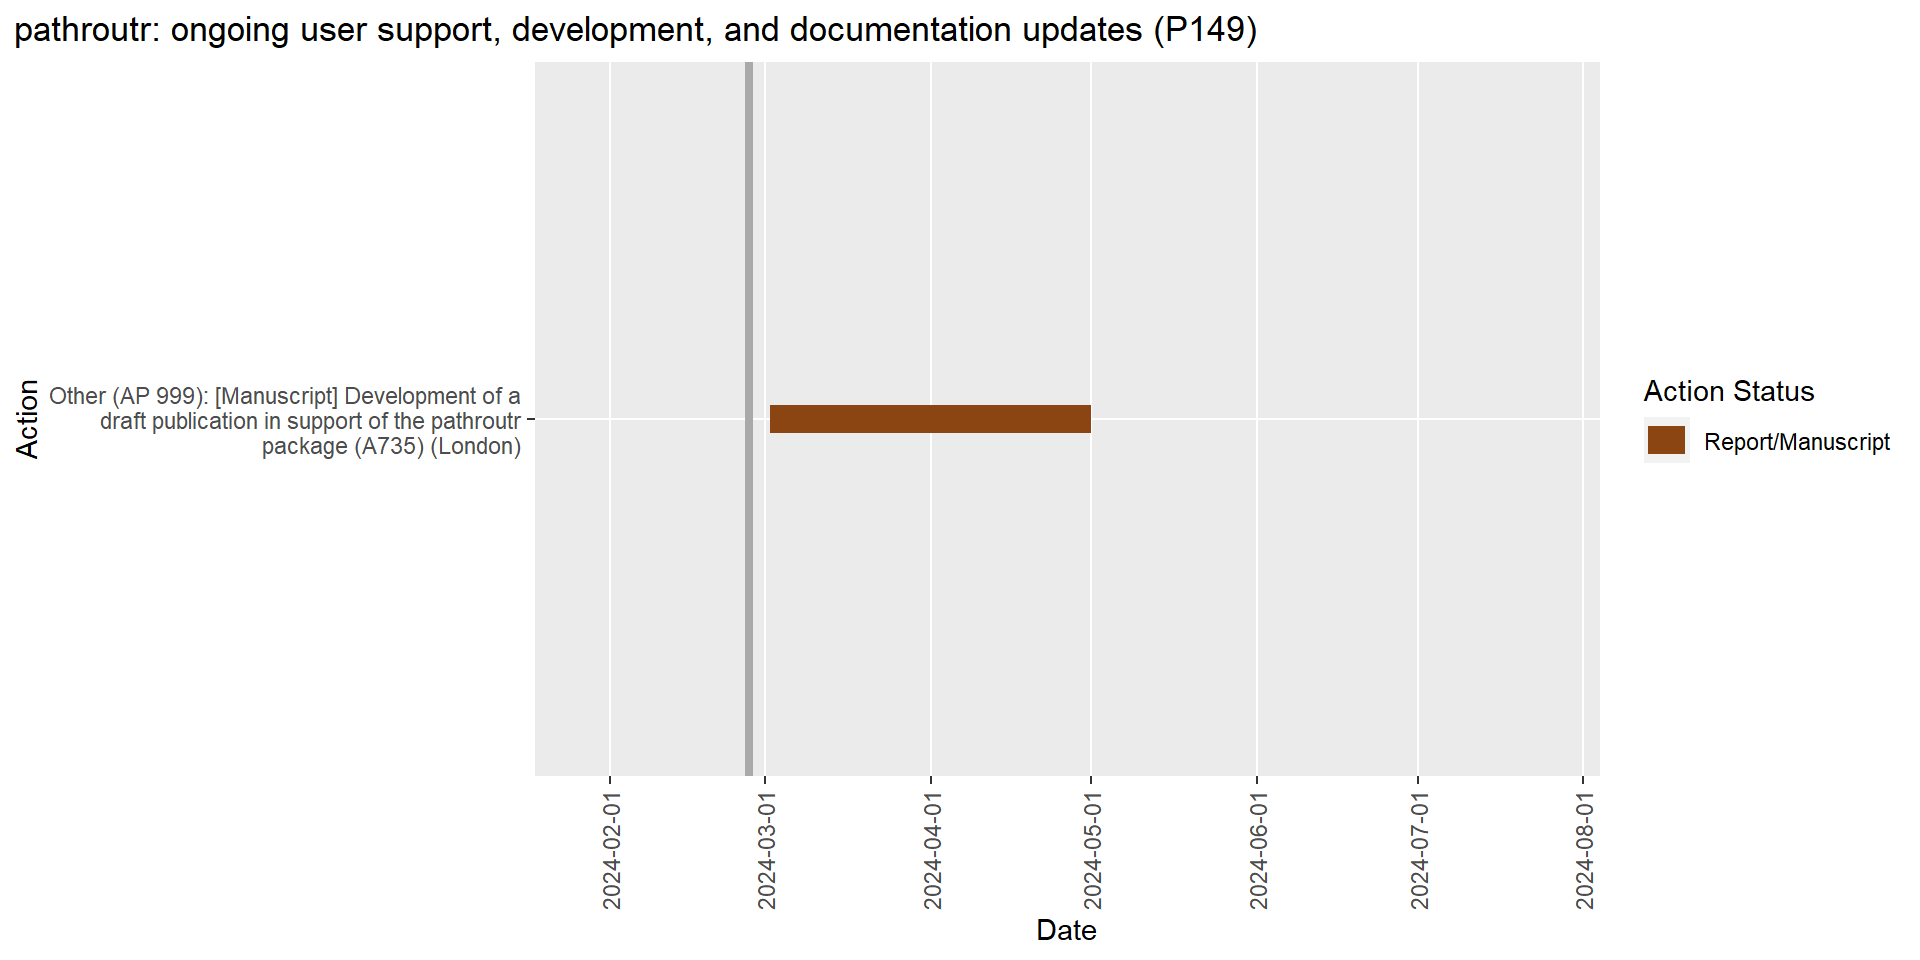 pathroutr: ongoing user support, development, and documentation updates (P149)
Action
Other (AP 999): [Manuscript] Development of a
draft publication in support of the pathroutr
package (A735) (London)
Action Status
Report/Manuscript
2024-02-01
2024-03-01
2024-04-01
2024-05-01
2024-06-01
2024-07-01
2024-08-01
Date